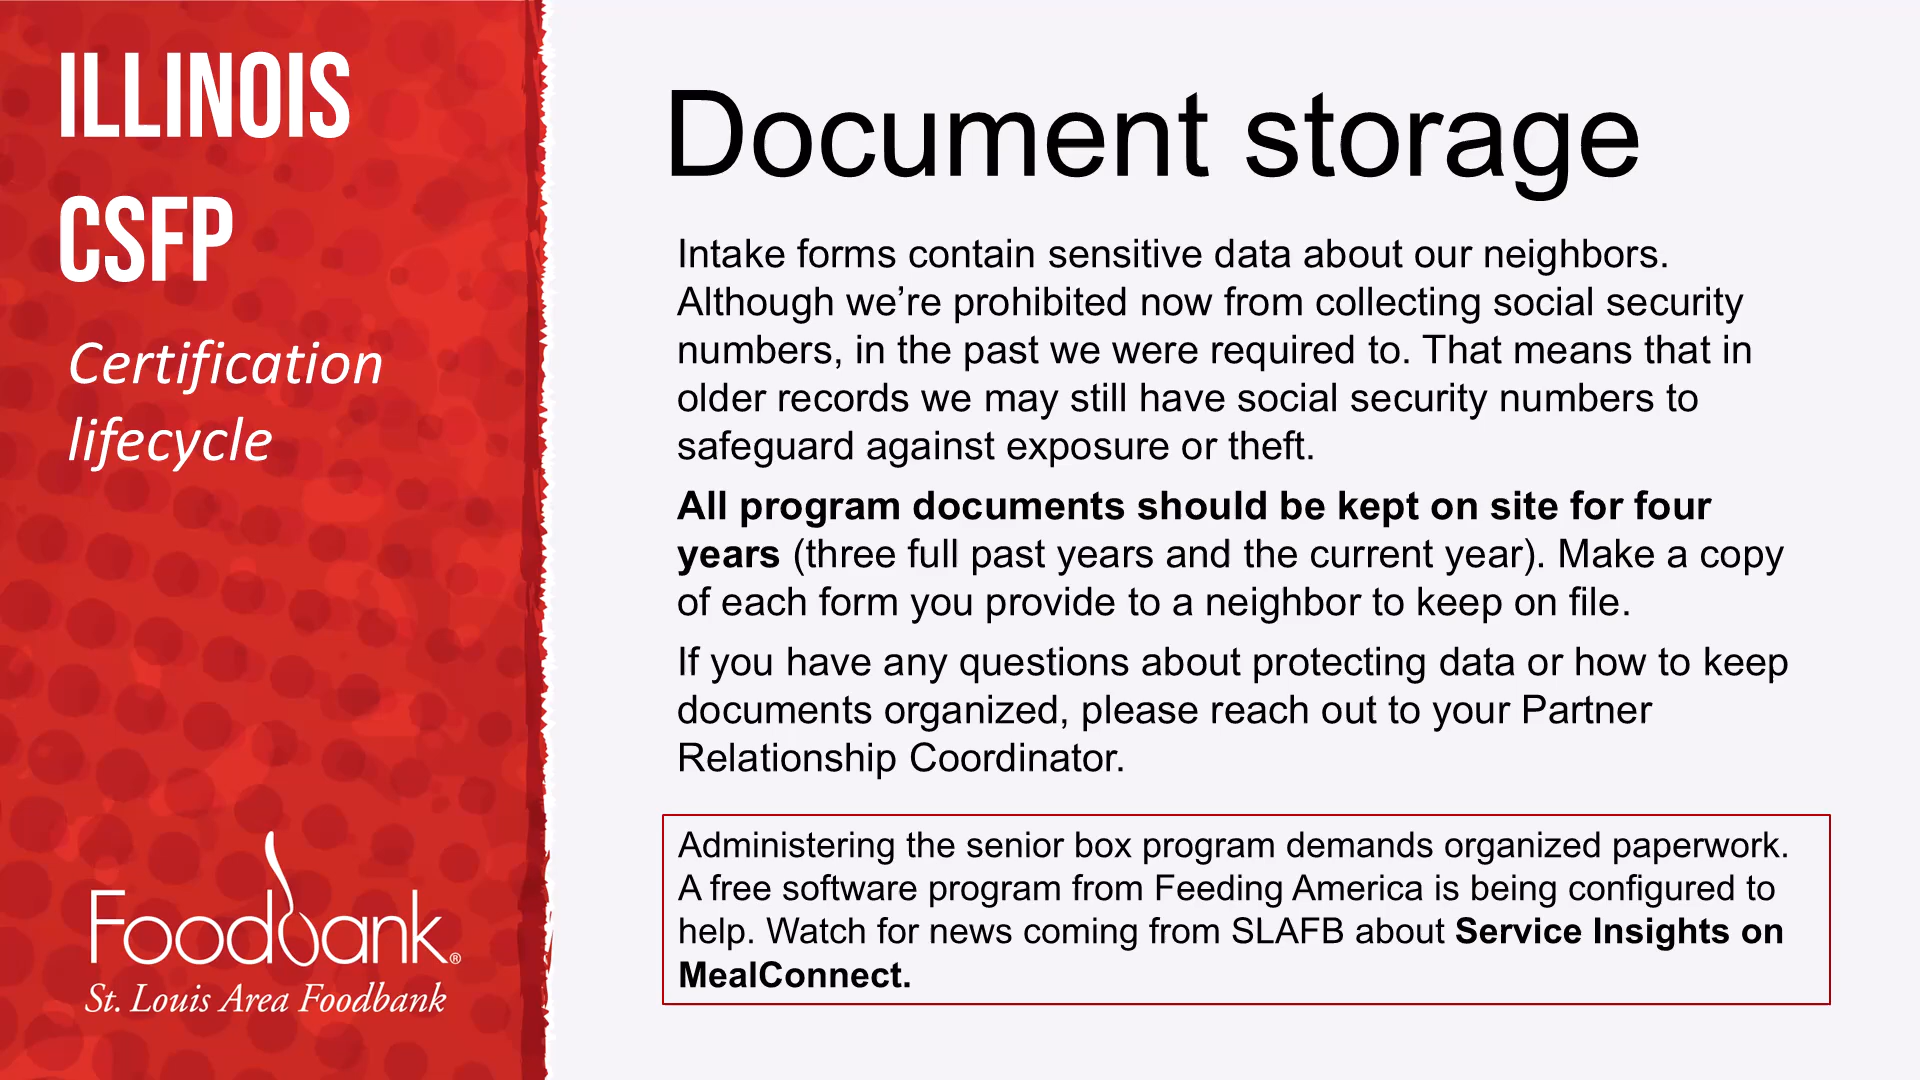 ILLINOIS
CSFP
Certification
lifecycle
Foodbank®
St. Louis Area Foodbank
Document storage
Intake forms contain sensitive data about our neighbors.
Although we’re prohibited now from collecting social security
numbers, in the past we were required to. That means that in
older records we may still have social security numbers to
safeguard against exposure or theft.
All program documents should be kept on site for four
years (three full past years and the current year). Make a copy
of each form you provide to a neighbor to keep on file.
If you have any questions about protecting data or how to keep
documents organized, please reach out to your Partner
Relationship Coordinator.
Administering the senior box program demands organized paperwork.
A free software program from Feeding America is being configured to
help. Watch for news coming from SLAFB about Service Insights on
MealConnect.